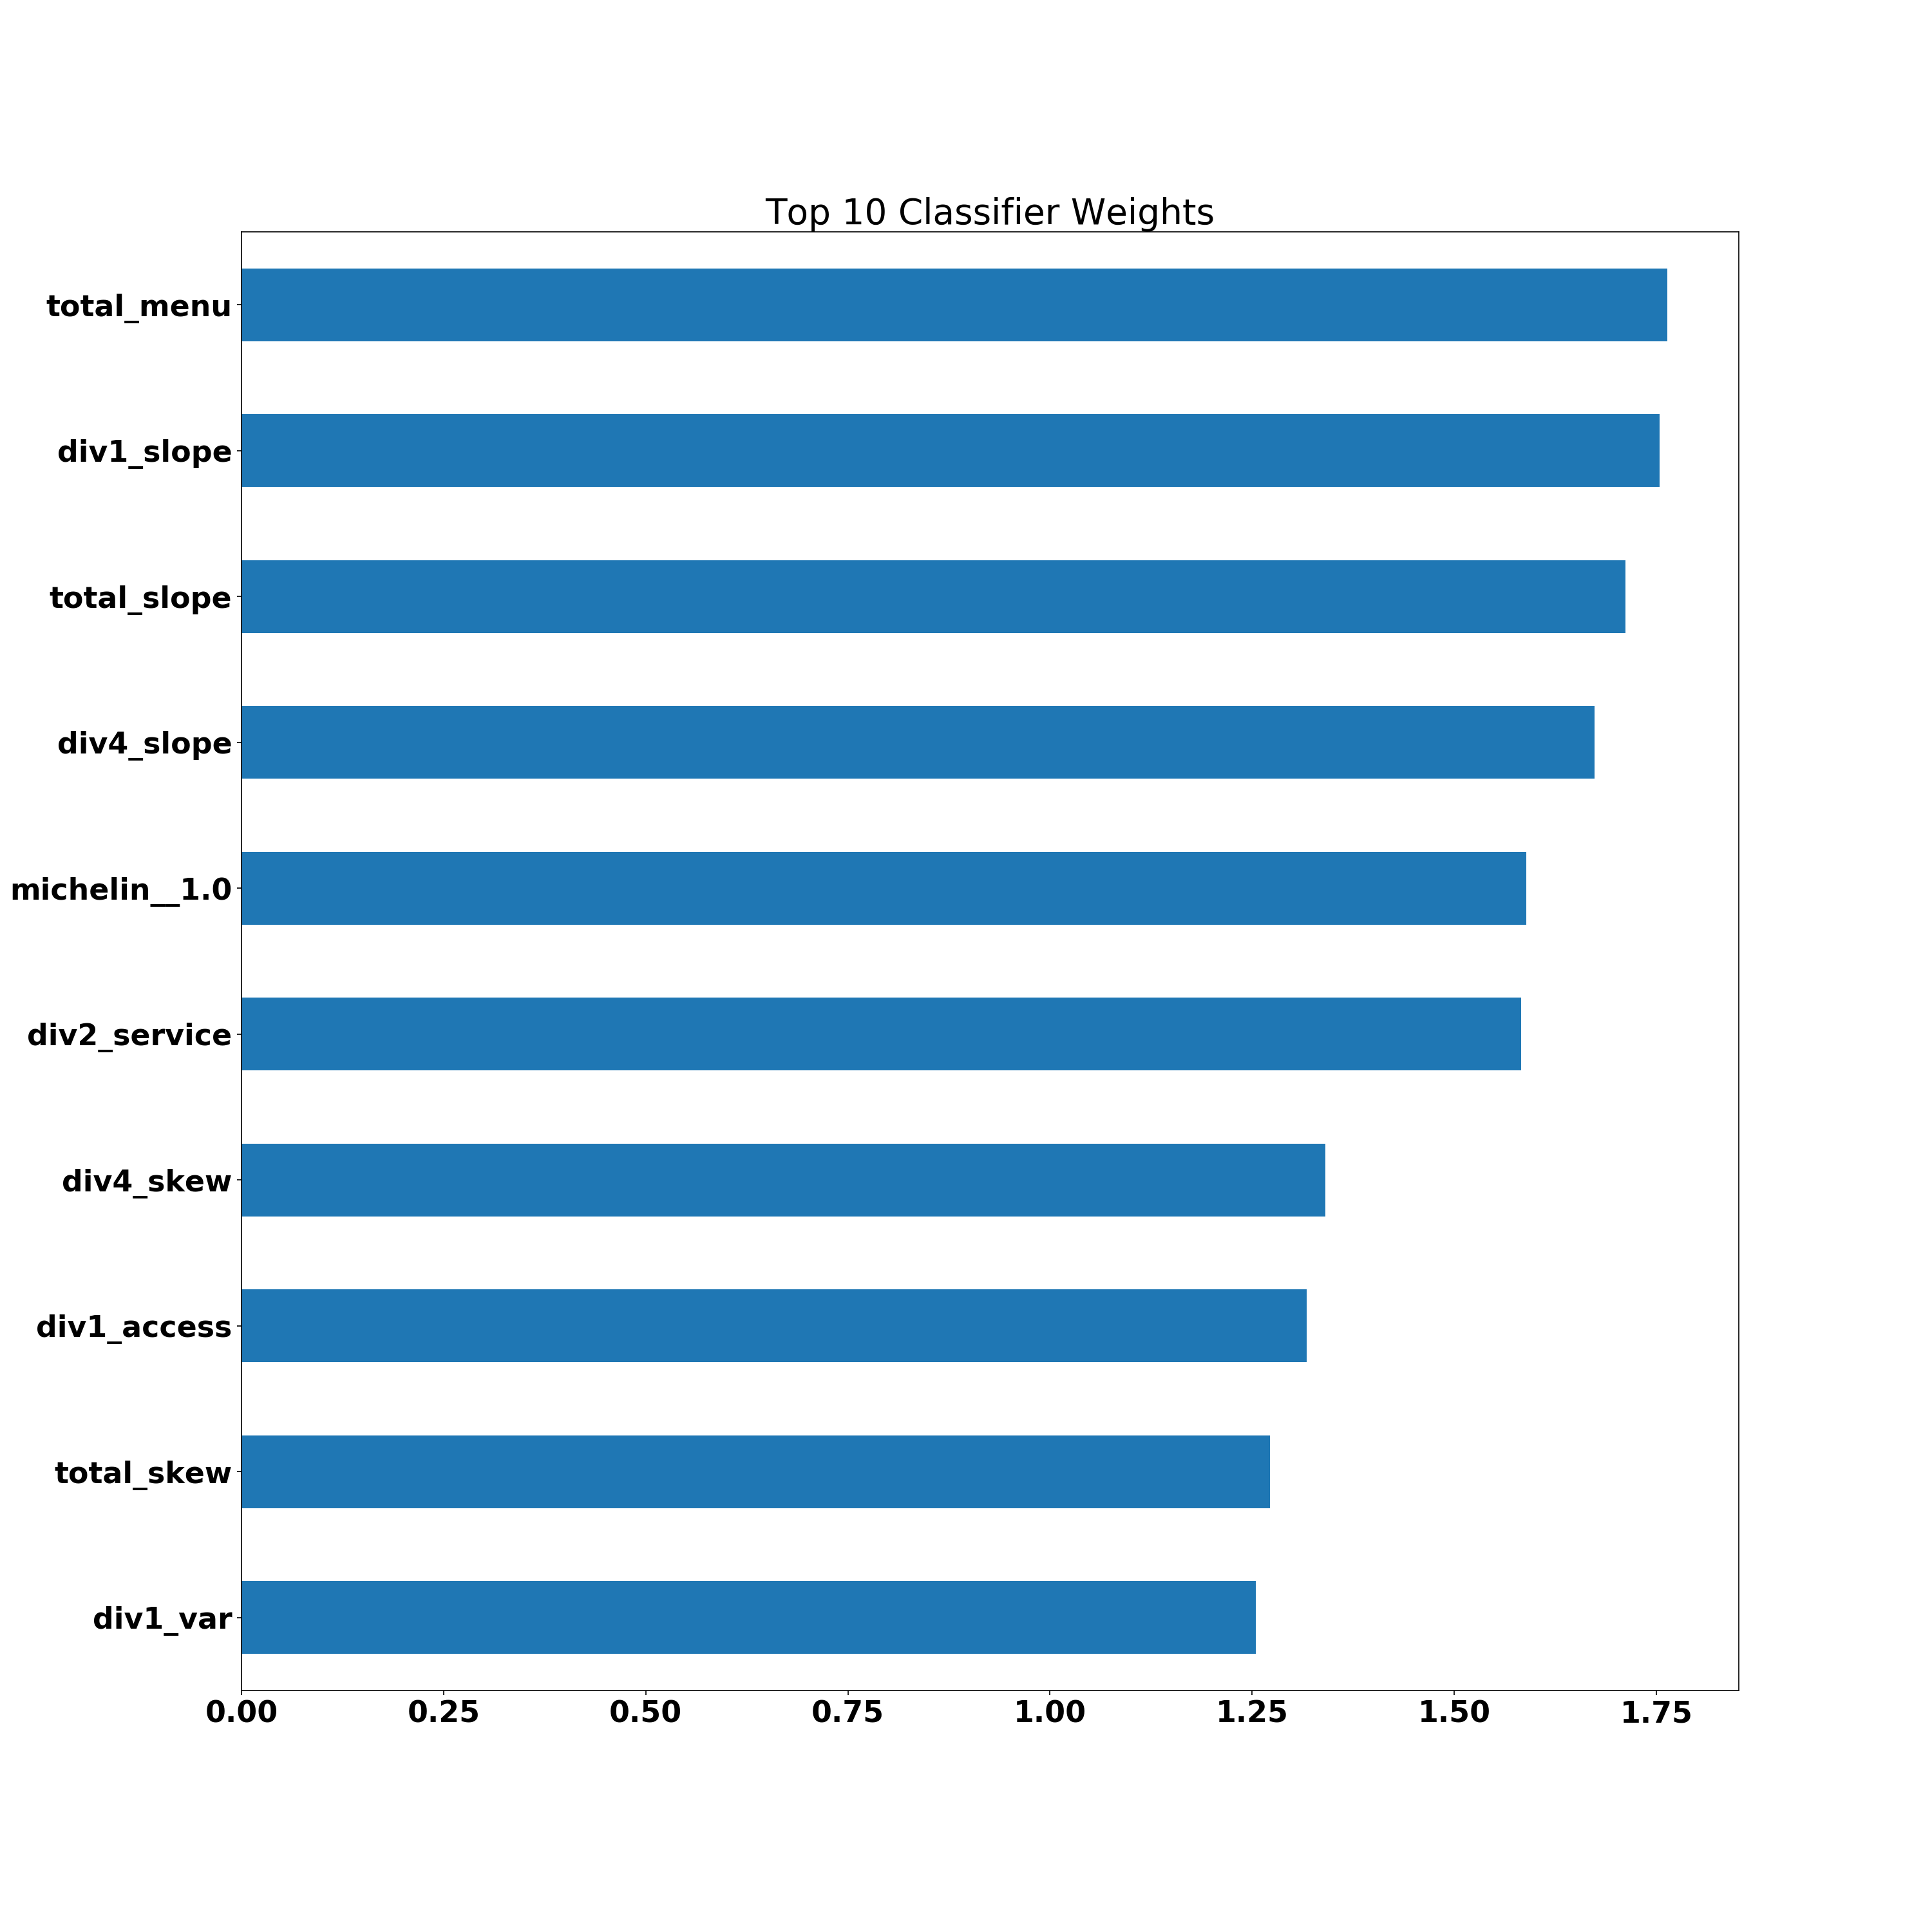 Top 10 Classifier Weights
total_menu
div1_slope
total_slope
div4_slope
michelin__1.0
div2_service
div4_skew
div1_access
total_skew
div1_var
0.00 0.25 0.50 0.75 1.00 1.25 1.50 1.75